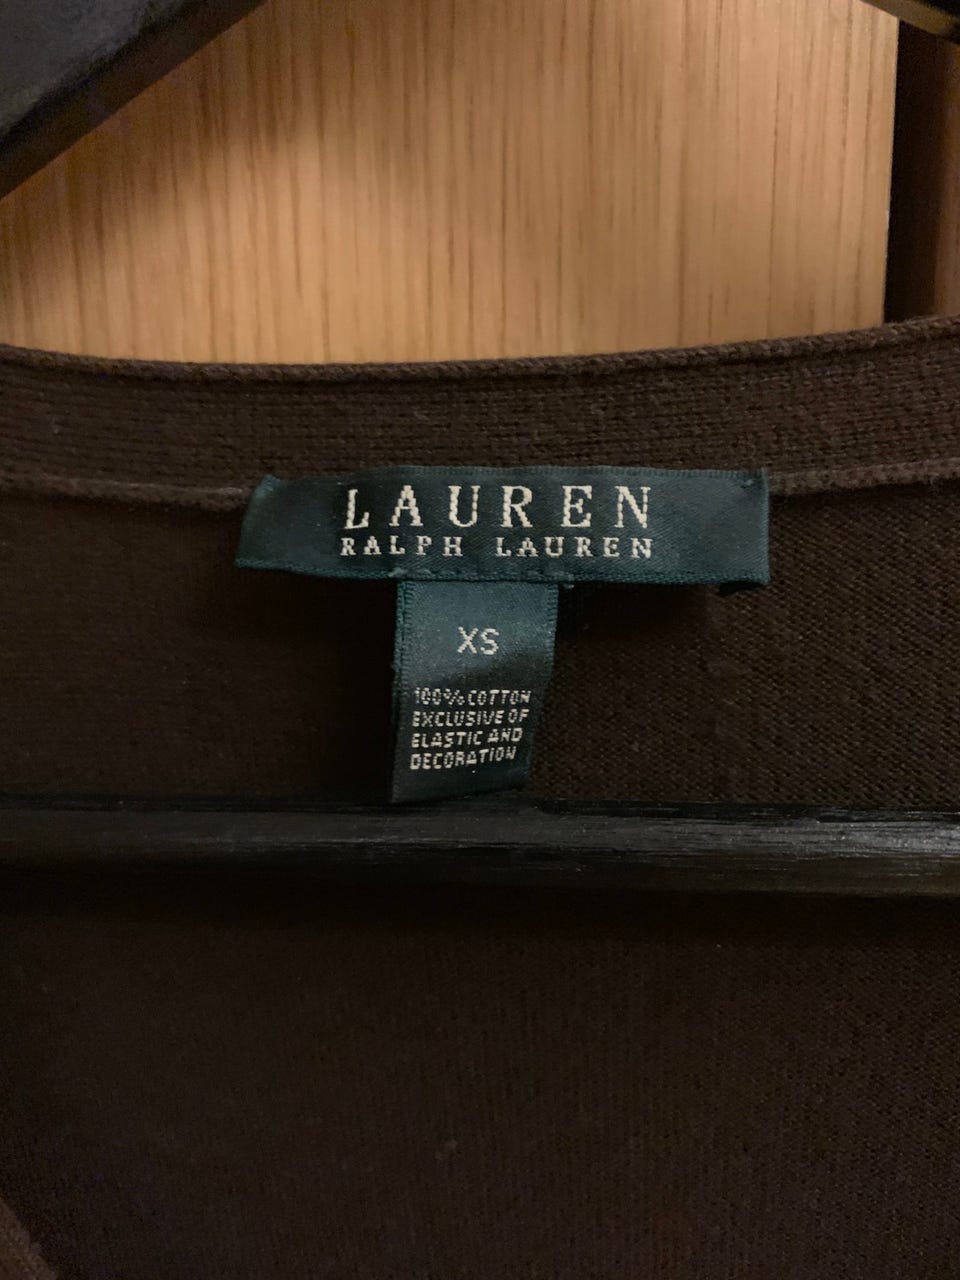 LAUREN
RALPH LAUREN
XS
100% COTTON
EXCLUSIVE OF
ELASTIC AND
DECORATION